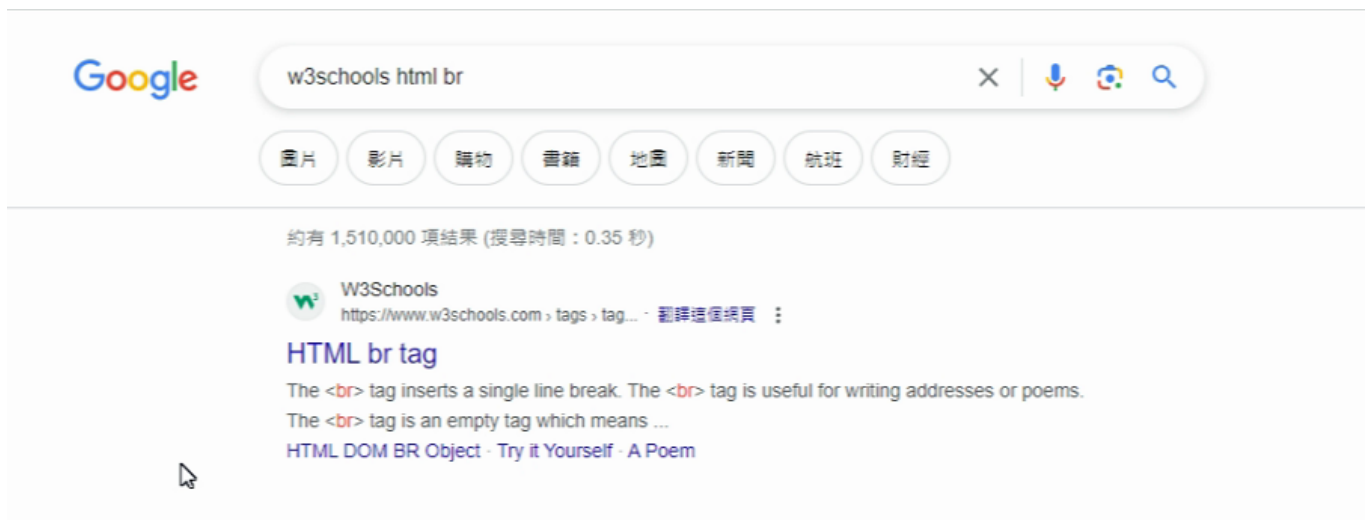 Google
w3schools html br
圖片 影片 購物 書籍 地圖 新聞 航班 財經
約有 1,510,000 項結果 (搜尋時間：0.35 秒)
W3Schools
https://www.w3schools.com › tags › tag... · 翻譯這個網頁
HTML br tag
The <br> tag inserts a single line break. The <br> tag is useful for writing addresses or poems.
The <br> tag is an empty tag which means ...
HTML DOM BR Object · Try it Yourself · A Poem